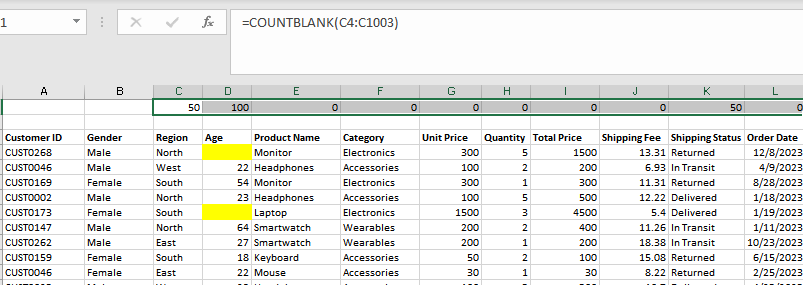 1 fx =COUNTBLANK(C4:C1003)
A B C D E F G H I J K L
50 100 0 0 0 0 0 0 50 0
Customer ID Gender Region Age Product Name Category Unit Price Quantity Total Price Shipping Fee Shipping Status Order Date
CUST0268 Male North Monitor Electronics 300 5 1500 13.31 Returned 12/8/2023
CUST0046 Male West 22 Headphones Accessories 100 2 200 6.93 In Transit 4/9/2023
CUST0169 Female South 54 Monitor Electronics 300 1 300 11.31 Returned 8/28/2023
CUST0002 Male North 23 Headphones Accessories 100 5 500 12.22 Delivered 1/18/2023
CUST0173 Female South Laptop Electronics 1500 3 4500 5.4 Delivered 1/19/2023
CUST0147 Male North 64 Smartwatch Wearables 200 2 400 11.26 In Transit 1/11/2023
CUST0262 Male East 27 Smartwatch Wearables 200 1 200 18.38 In Transit 10/23/2023
CUST0159 Female South 18 Keyboard Accessories 50 2 100 15.08 Returned 6/15/2023
CUST0046 Female East 22 Mouse Accessories 30 1 30 8.22 Returned 2/25/2023